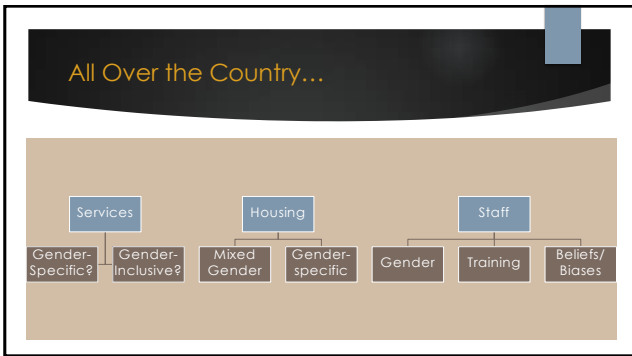 All Over the Country…
Services
Housing
Staff
Gender-
Specific?
Gender-
Inclusive?
Mixed
Gender
Gender-
specific
Gender
Training
Beliefs/
Biases